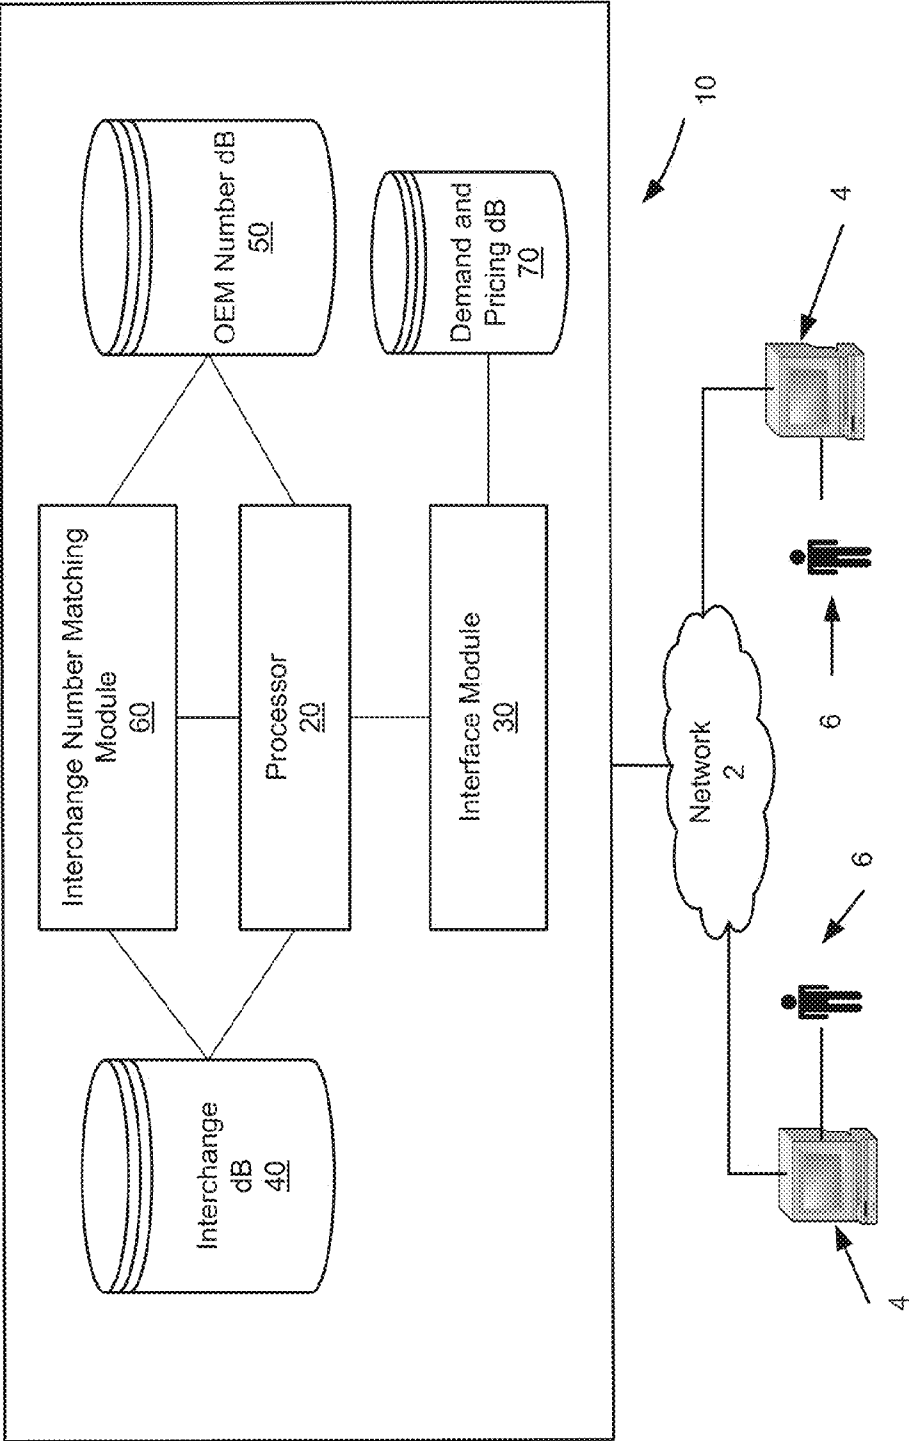 Interchange Number Matching
Module
60
Interchange
dB
40
Processor
20
OEM Number dB
50
Interface Module
30
Demand and
Pricing dB
70
10
Network
2
4
6
6
4